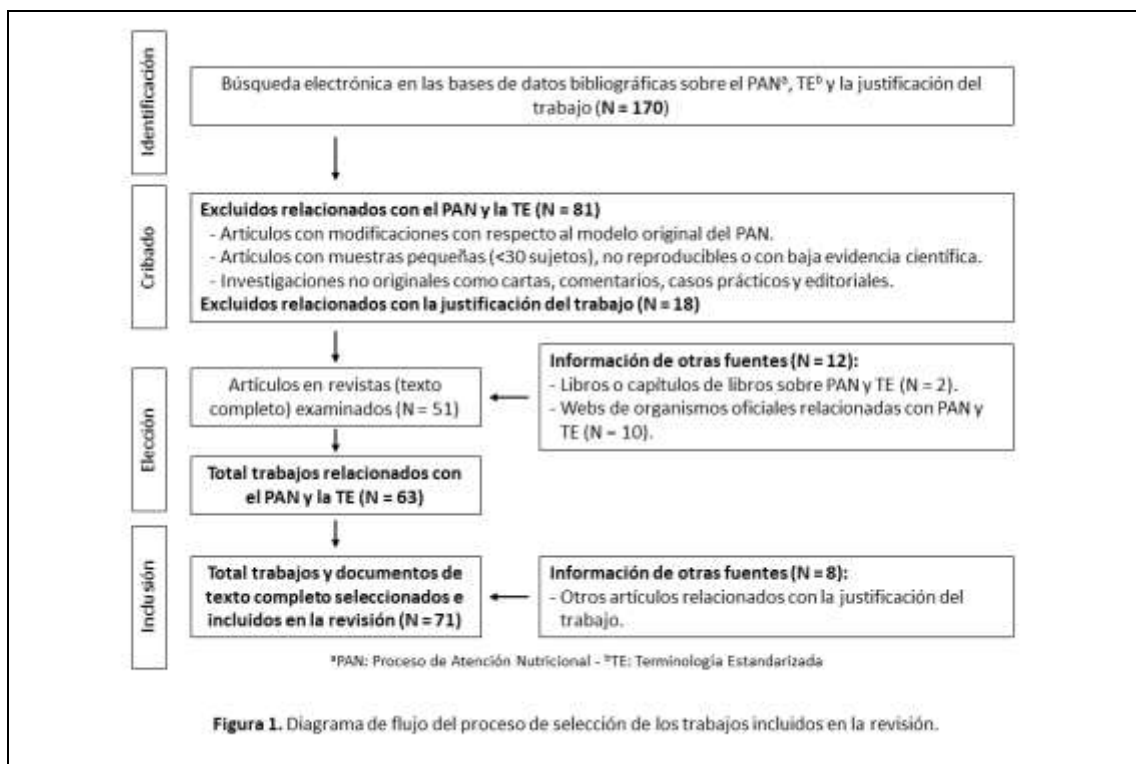 Identificación
Búsqueda electrónica en las bases de datos bibliográficas sobre el PANª, TEᵇ y la justificación del
trabajo (N = 170)
Cribado
Excluidos relacionados con el PAN y la TE (N = 81)
- Artículos con modificaciones con respecto al modelo original del PAN.
- Artículos con muestras pequeñas (<30 sujetos), no reproducibles o con baja evidencia científica.
- Investigaciones no originales como cartas, comentarios, casos prácticos y editoriales.
Excluidos relacionados con la justificación del trabajo (N = 18)
Elección
Artículos en revistas (texto
completo) examinados (N = 51)
Información de otras fuentes (N = 12):
- Libros o capítulos de libros sobre PAN y TE (N = 2).
- Webs de organismos oficiales relacionadas con PAN y
TE (N = 10).
Total trabajos relacionados con
el PAN y la TE (N = 63)
Inclusión
Total trabajos y documentos de
texto completo seleccionados e
incluidos en la revisión (N = 71)
Información de otras fuentes (N = 8):
- Otros artículos relacionados con la justificación del
trabajo.
ªPAN: Proceso de Atención Nutricional - ᵇTE: Terminología Estandarizada
Figura 1. Diagrama de flujo del proceso de selección de los trabajos incluidos en la revisión.